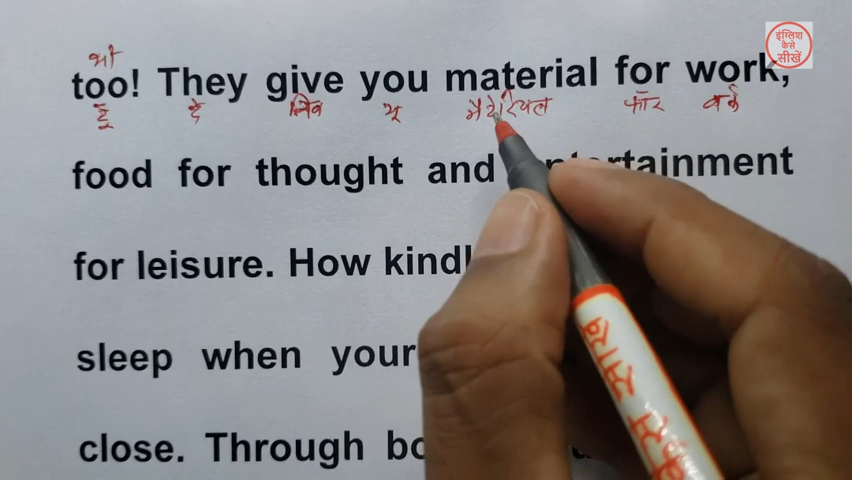 इंग्लिश
कैसे
सीखें
भी
too! They give you material for work,
टू दे गिव यू मैटेरियल फॉर वर्क
food for thought and entertainment
for leisure. How kindl
sleep when your
close. Through bo